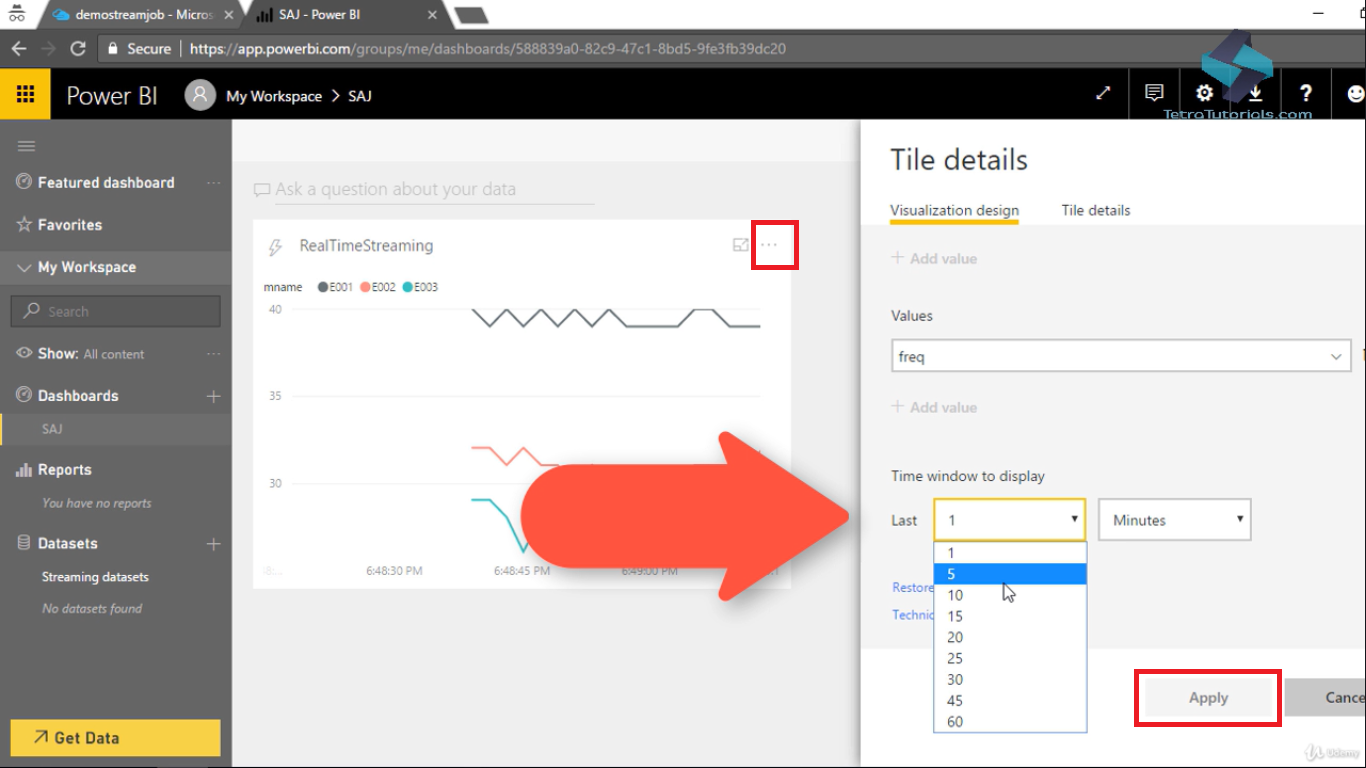 demostreamjob - Micros
SAJ - Power BI
Secure
https://app.powerbi.com/groups/me/dashboards/588839a0-82c9-47c1-8bd5-9fe3fb39dc20
Power BI
My Workspace > SAJ
?
TetraTutorials.com
Featured dashboard
Favorites
My Workspace
Search
Show: All content
Dashboards
SAJ
Reports
You have no reports
Datasets
Streaming datasets
No datasets found
Get Data
Ask a question about your data
RealTimeStreaming
mname E001 E002 E003
40
35
30
6:48:30 PM 6:48:45 PM 6:49:00 PM
Tile details
Visualization design Tile details
+ Add value
Values
freq
+ Add value
Time window to display
Last 1 Minutes
1
5
10
15
20
25
30
45
60
Restore
Technic
Apply Cance
Udemy